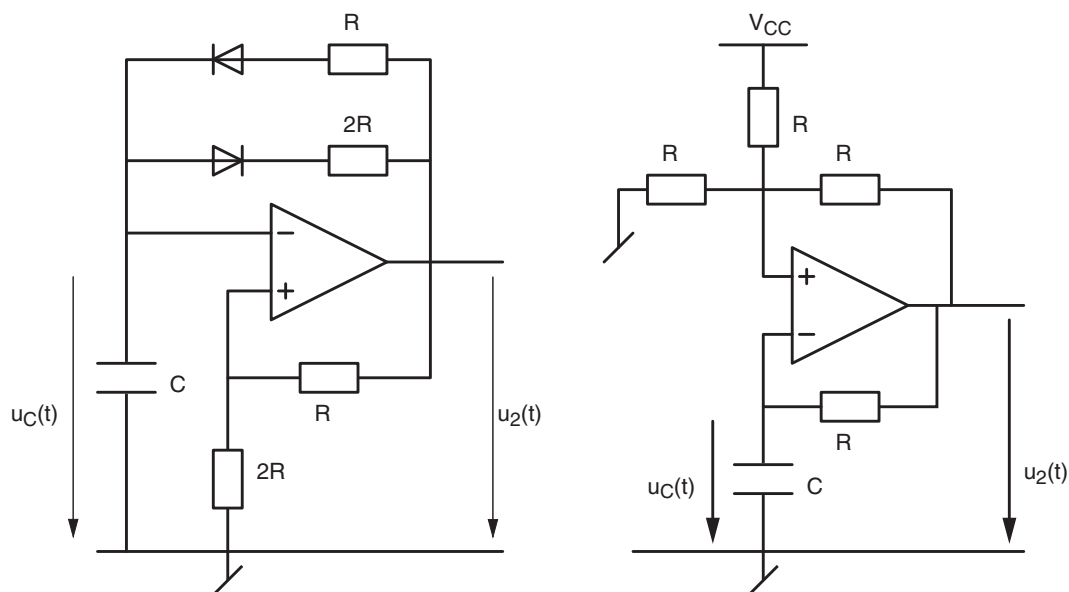 R
2R
−
+
C
R
u_C(t)
u_2(t)
2R
V_CC
R
R
R
+
−
R
u_C(t)
C
u_2(t)